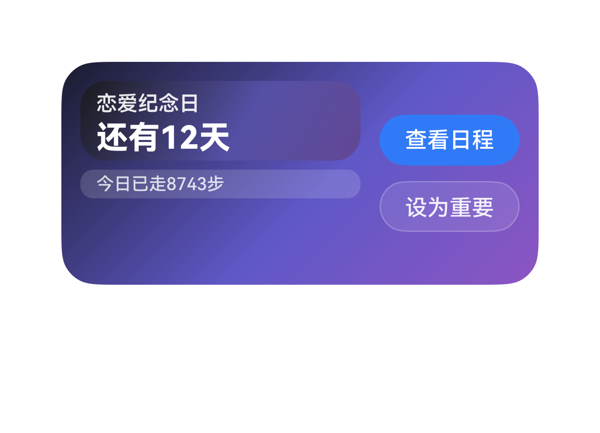 恋爱纪念日
还有12天
今日已走8743步
查看日程
设为重要